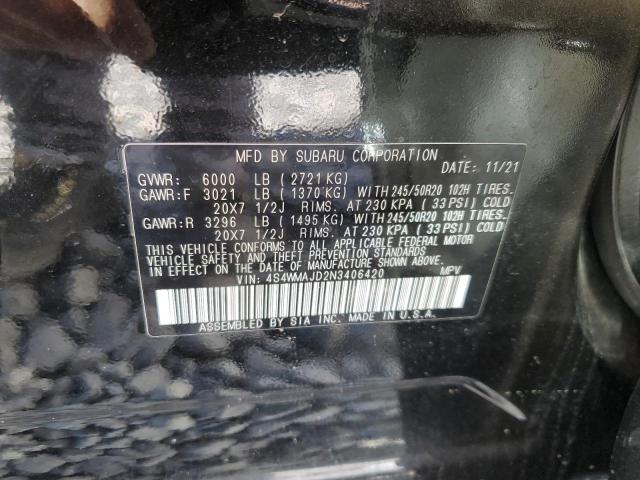 MFD BY SUBARU CORPORATION
DATE: 11/21
GVWR: 6000 LB ( 2721 KG)
GAWR:F 3021 LB ( 1370 KG) WITH 245/50R20 102H TIRES.
20X7 1/2J RIMS. AT 230 KPA ( 33 PSI) COLD
GAWR:R 3296 LB ( 1495 KG) WITH 245/50R20 102H TIRES.
20X7 1/2J RIMS. AT 230 KPA ( 33 PSI) COLD
THIS VEHICLE CONFORMS TO ALL APPLICABLE FEDERAL MOTOR
VEHICLE SAFETY, BUMPER, AND THEFT PREVENTION STANDARDS
IN EFFECT ON THE DATE OF MANUFACTURE SHOWN ABOVE.
VIN: 4S4WMAJD2N3406420 MPV
ASSEMBLED BY SIA INC. IN U.S.A.